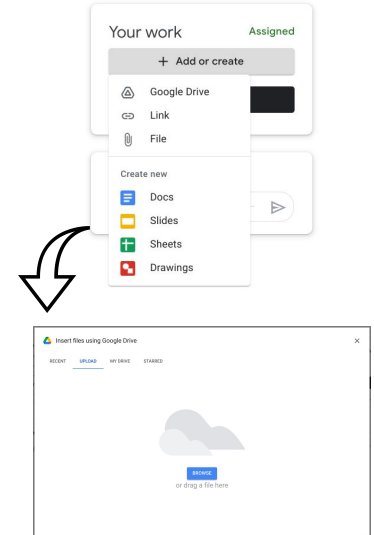 Your work Assigned
+ Add or create
Google Drive
Link
File
Create new
Docs
Slides
Sheets
Drawings
Insert files using Google Drive ×
RECENT UPLOAD MY DRIVE STARRED
BROWSE
or drag a file here